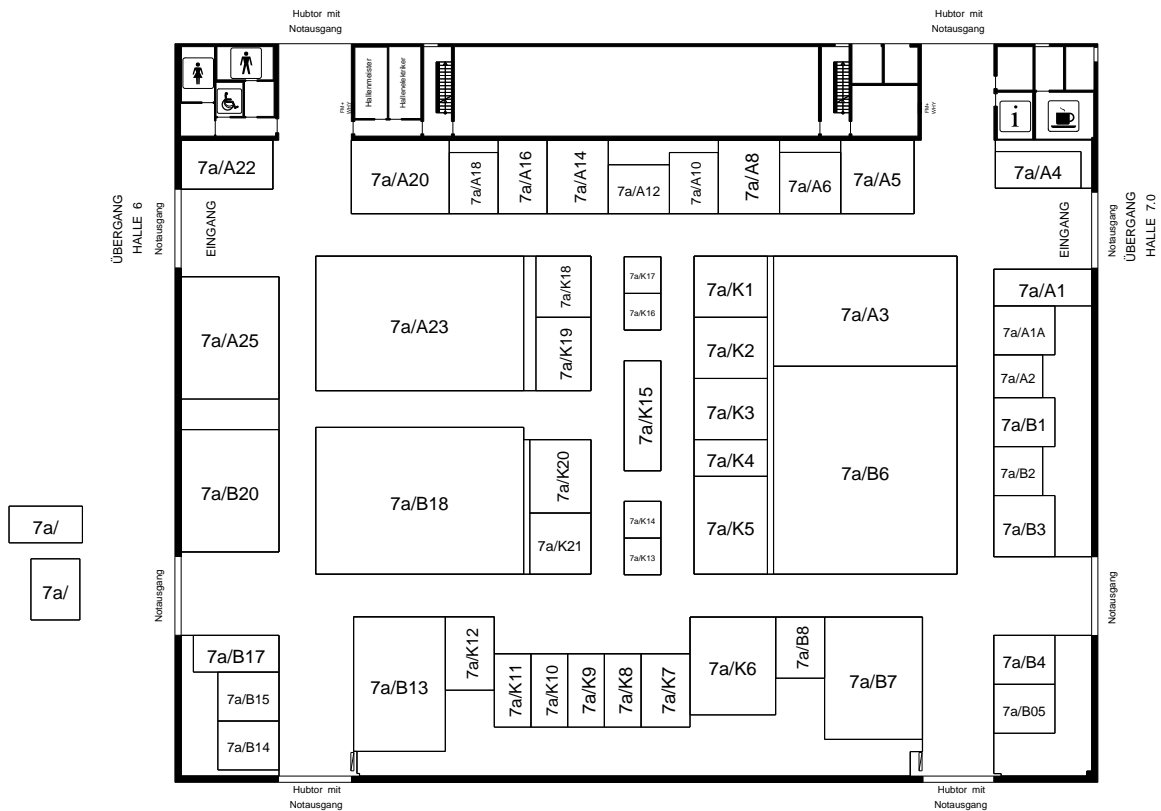 Hubtor mit
Notausgang
Hubtor mit
Notausgang
Hallenmeister
Hallenelektriker
FM+
WHY
FM+
WHY
i
7a/A22
7a/A20
7a/A18
7a/A16
7a/A14
7a/A12
7a/A10
7a/A8
7a/A6
7a/A5
7a/A4
ÜBERGANG
HALLE 6
Notausgang
EINGANG
EINGANG
Notausgang
ÜBERGANG
HALLE 7.0
7a/A25
7a/A23
7a/K18
7a/K19
7a/K17
7a/K16
7a/K1
7a/K2
7a/A3
7a/A1
7a/A1A
7a/A2
7a/K15
7a/K3
7a/K4
7a/K5
7a/B6
7a/B1
7a/B2
7a/B3
7a/B20
7a/B18
7a/K20
7a/K21
7a/K14
7a/K13
7a/
7a/
Notausgang
Notausgang
7a/B17
7a/B15
7a/B14
7a/B13
7a/K12
7a/K11
7a/K10
7a/K9
7a/K8
7a/K7
7a/K6
7a/B8
7a/B7
7a/B4
7a/B05
Hubtor mit
Notausgang
Hubtor mit
Notausgang